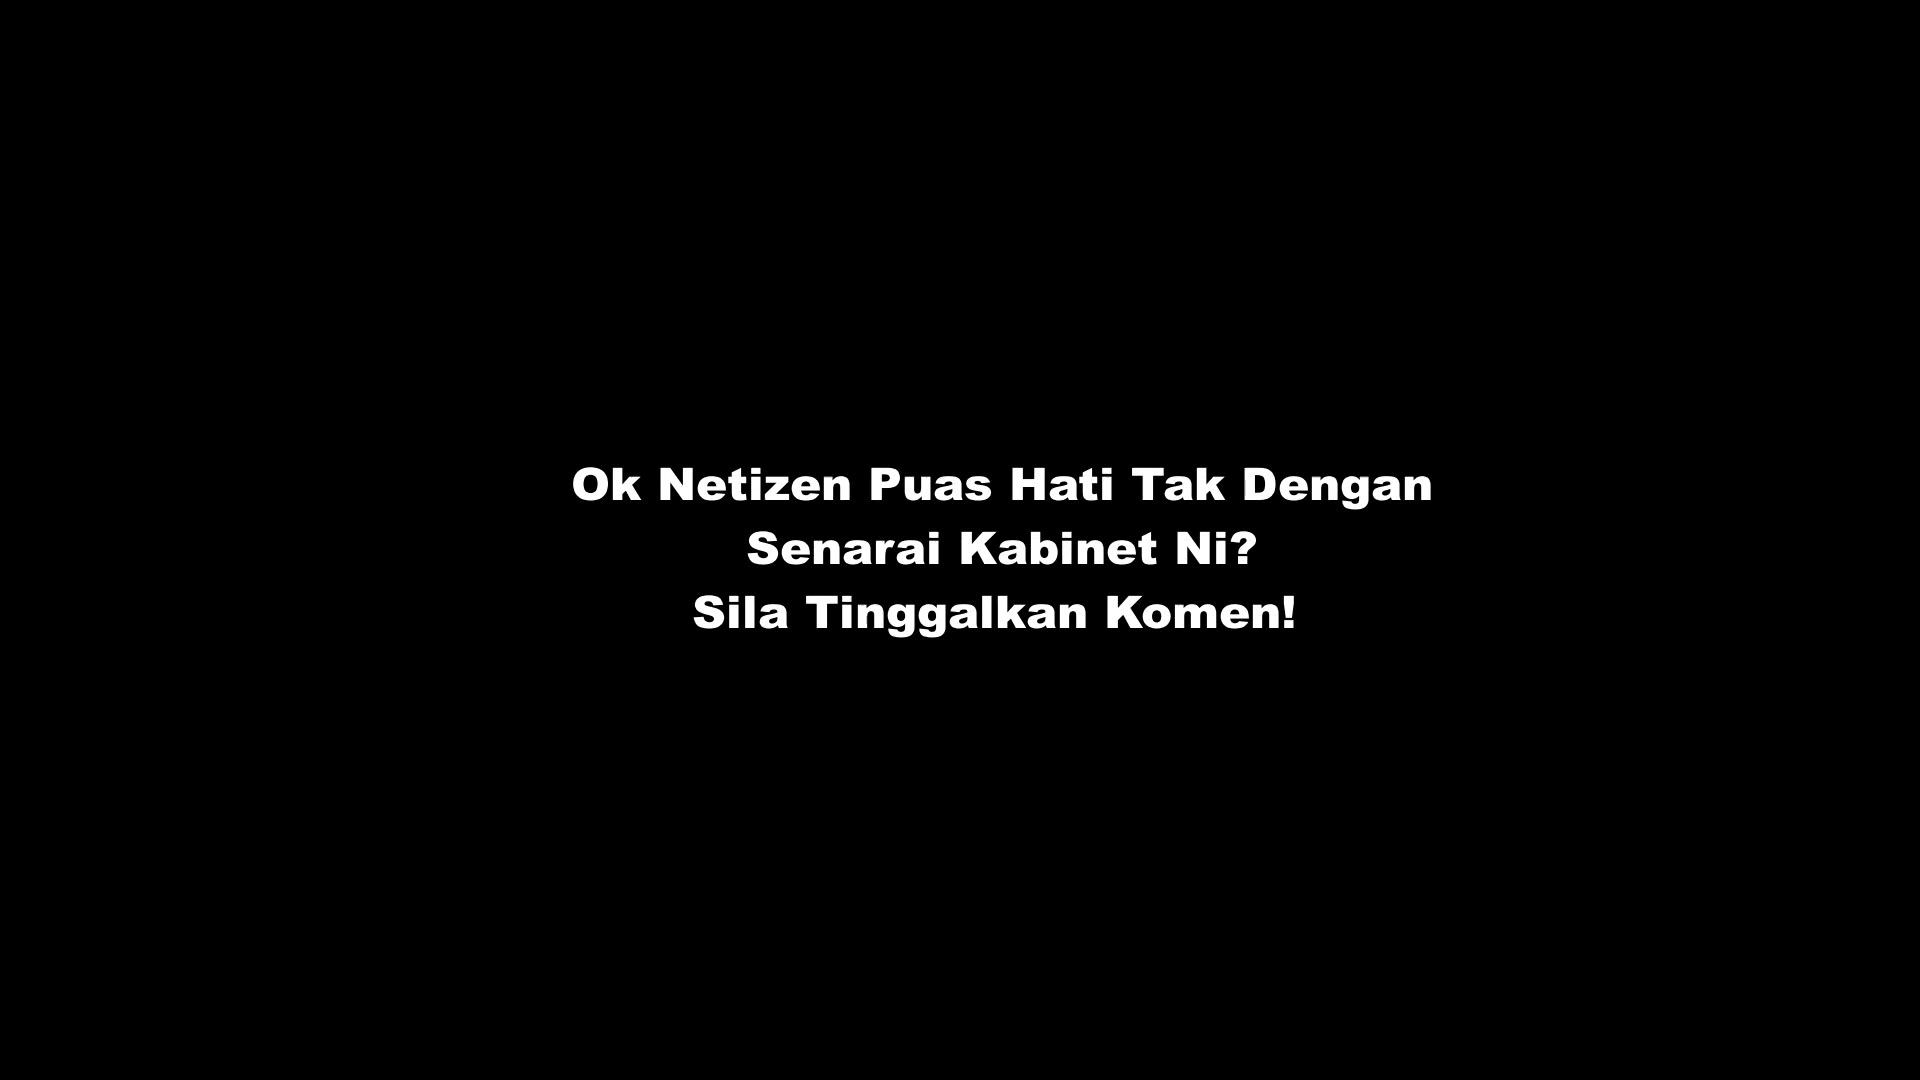 Ok Netizen Puas Hati Tak Dengan
Senarai Kabinet Ni?
Sila Tinggalkan Komen!